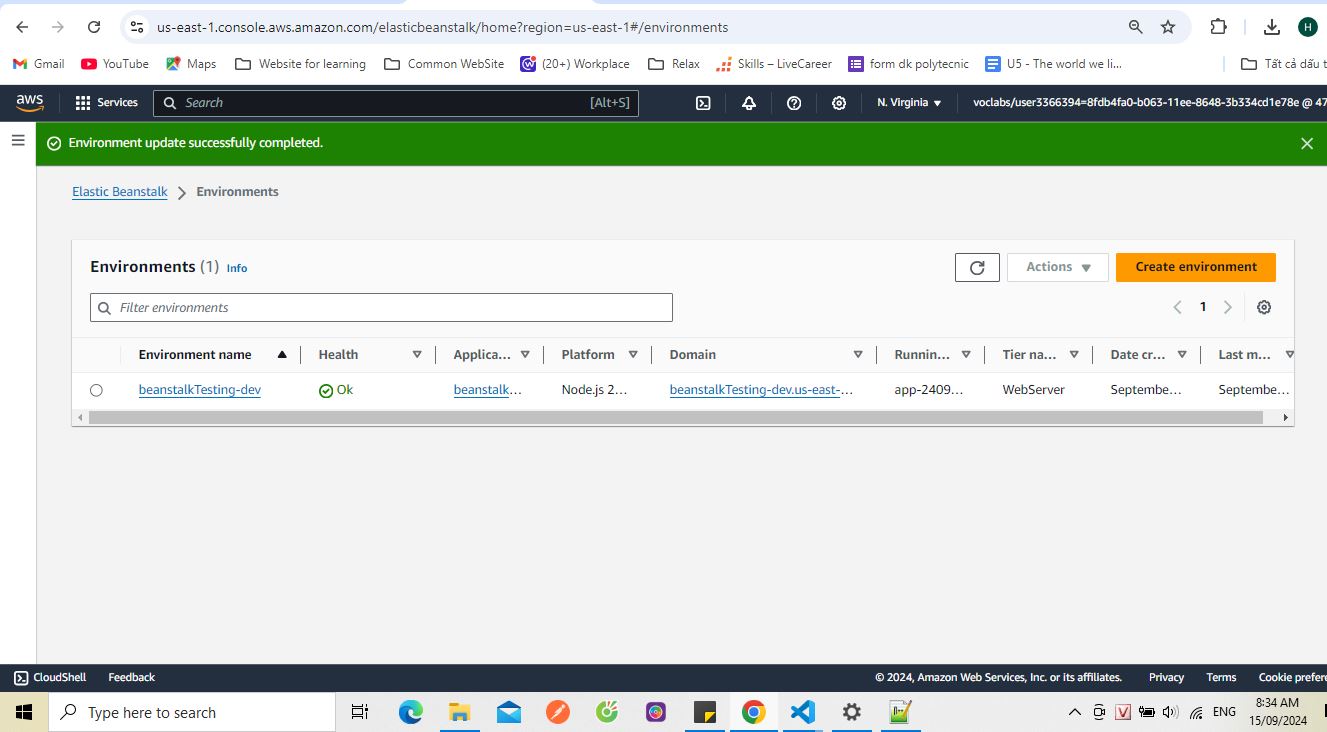 us-east-1.console.aws.amazon.com/elasticbeanstalk/home?region=us-east-1#/environments
H
Gmail YouTube Maps Website for learning Common WebSite (20+) Workplace Relax Skills – LiveCareer form dk polytecnic U5 - The world we li... Tất cả dấu t
aws Services Search [Alt+S] N. Virginia voclabs/user3366394=8fdb4fa0-b063-11ee-8648-3b334cd1e78e @ 47
Environment update successfully completed.
Elastic Beanstalk Environments
Environments (1) Info Actions Create environment
Filter environments 1
Environment name Health Applica... Platform Domain Runnin... Tier na... Date cr... Last m...
beanstalkTesting-dev Ok beanstalk... Node.js 2... beanstalkTesting-dev.us-east-... app-2409... WebServer Septembe... Septembe...
CloudShell Feedback © 2024, Amazon Web Services, Inc. or its affiliates. Privacy Terms Cookie prefere
Type here to search ENG 8:34 AM
15/09/2024